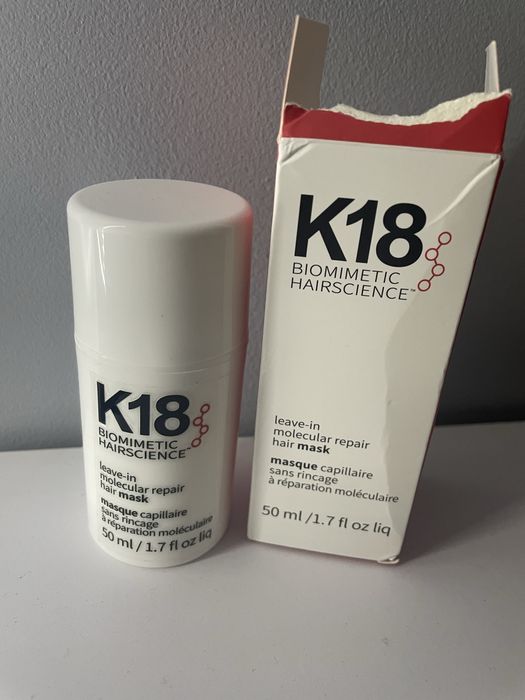 K18
BIOMIMETIC
HAIRSCIENCE™
leave-in
molecular repair
hair mask
masque capillaire
sans rincage
à réparation moléculaire
50 ml / 1.7 fl oz liq
K18
BIOMIMETIC
HAIRSCIENCE™
leave-in
molecular repair
hair mask
masque capillaire
sans rincage
à réparation moléculaire
50 ml / 1.7 fl oz liq